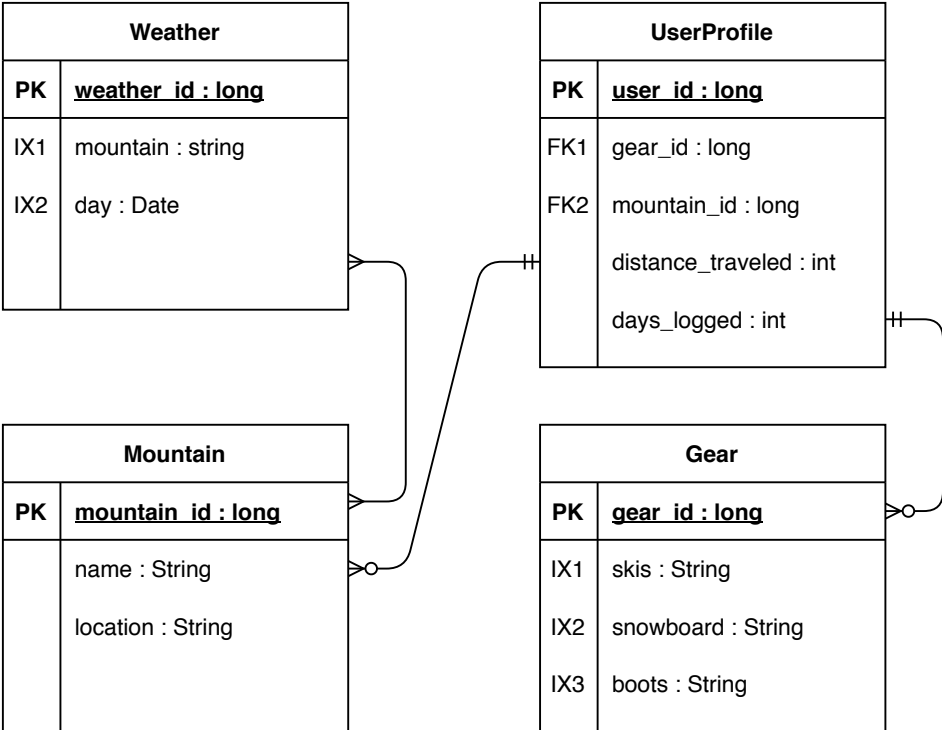 Weather
PK weather_id : long
IX1 mountain : string
IX2 day : Date
UserProfile
PK user_id : long
FK1 gear_id : long
FK2 mountain_id : long
distance_traveled : int
days_logged : int
Mountain
PK mountain_id : long
name : String
location : String
Gear
PK gear_id : long
IX1 skis : String
IX2 snowboard : String
IX3 boots : String